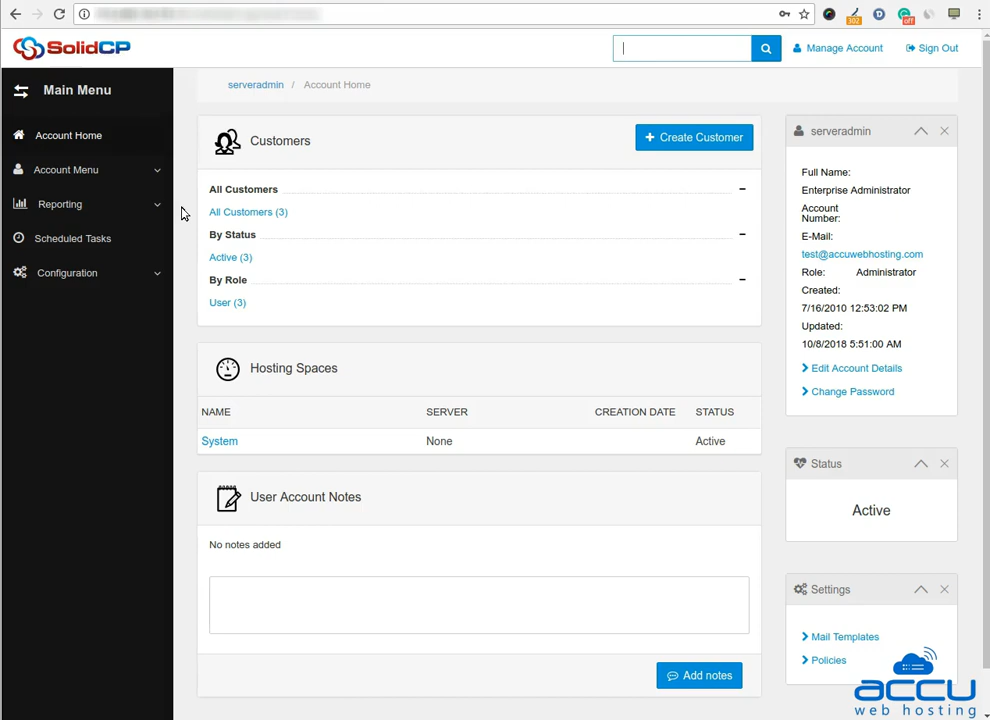 SolidCP
Manage Account
Sign Out
Main Menu
Account Home
Account Menu
Reporting
Scheduled Tasks
Configuration
serveradmin / Account Home
Customers
+ Create Customer
All Customers
All Customers (3)
By Status
Active (3)
By Role
User (3)
Hosting Spaces
NAME SERVER CREATION DATE STATUS
System None Active
User Account Notes
No notes added
Add notes
serveradmin
Full Name:
Enterprise Administrator
Account
Number:
E-Mail:
test@accuwebhosting.com
Role: Administrator
Created:
7/16/2010 12:53:02 PM
Updated:
10/8/2018 5:51:00 AM
Edit Account Details
Change Password
Status
Active
Settings
Mail Templates
Policies
accu
web hosting
302
off